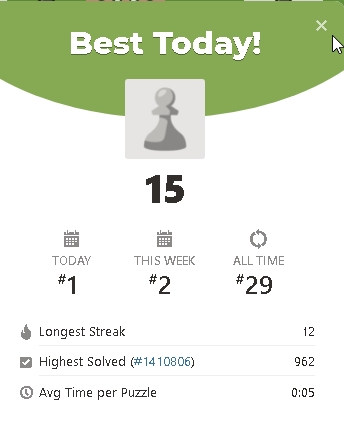 Best Today!
15
TODAY
#1
THIS WEEK
#2
ALL TIME
#29
Longest Streak 12
Highest Solved (#1410806) 962
Avg Time per Puzzle 0:05